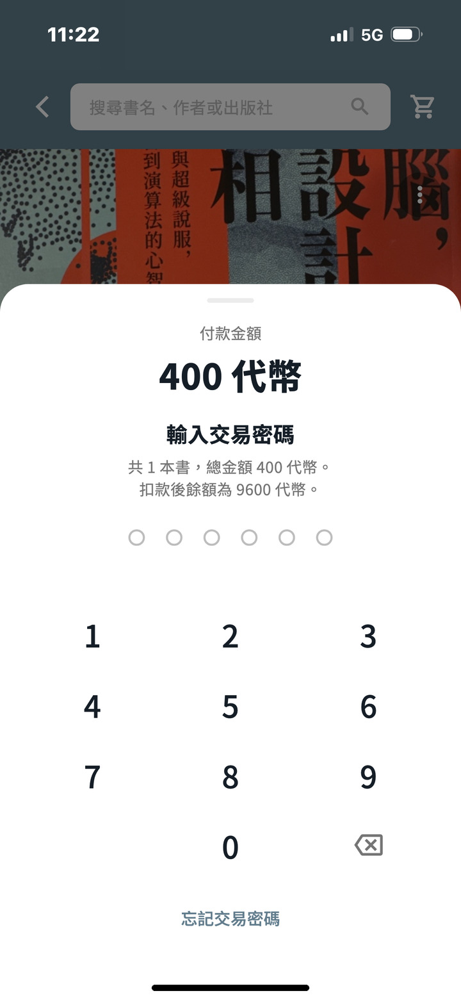 11:22
5G
搜尋書名、作者或出版社
腦，
設計
相
與超級說服，
到演算法的心智
付款金額
400 代幣
輸入交易密碼
共 1 本書，總金額 400 代幣。
扣款後餘額為 9600 代幣。
1 2 3
4 5 6
7 8 9
0
忘記交易密碼